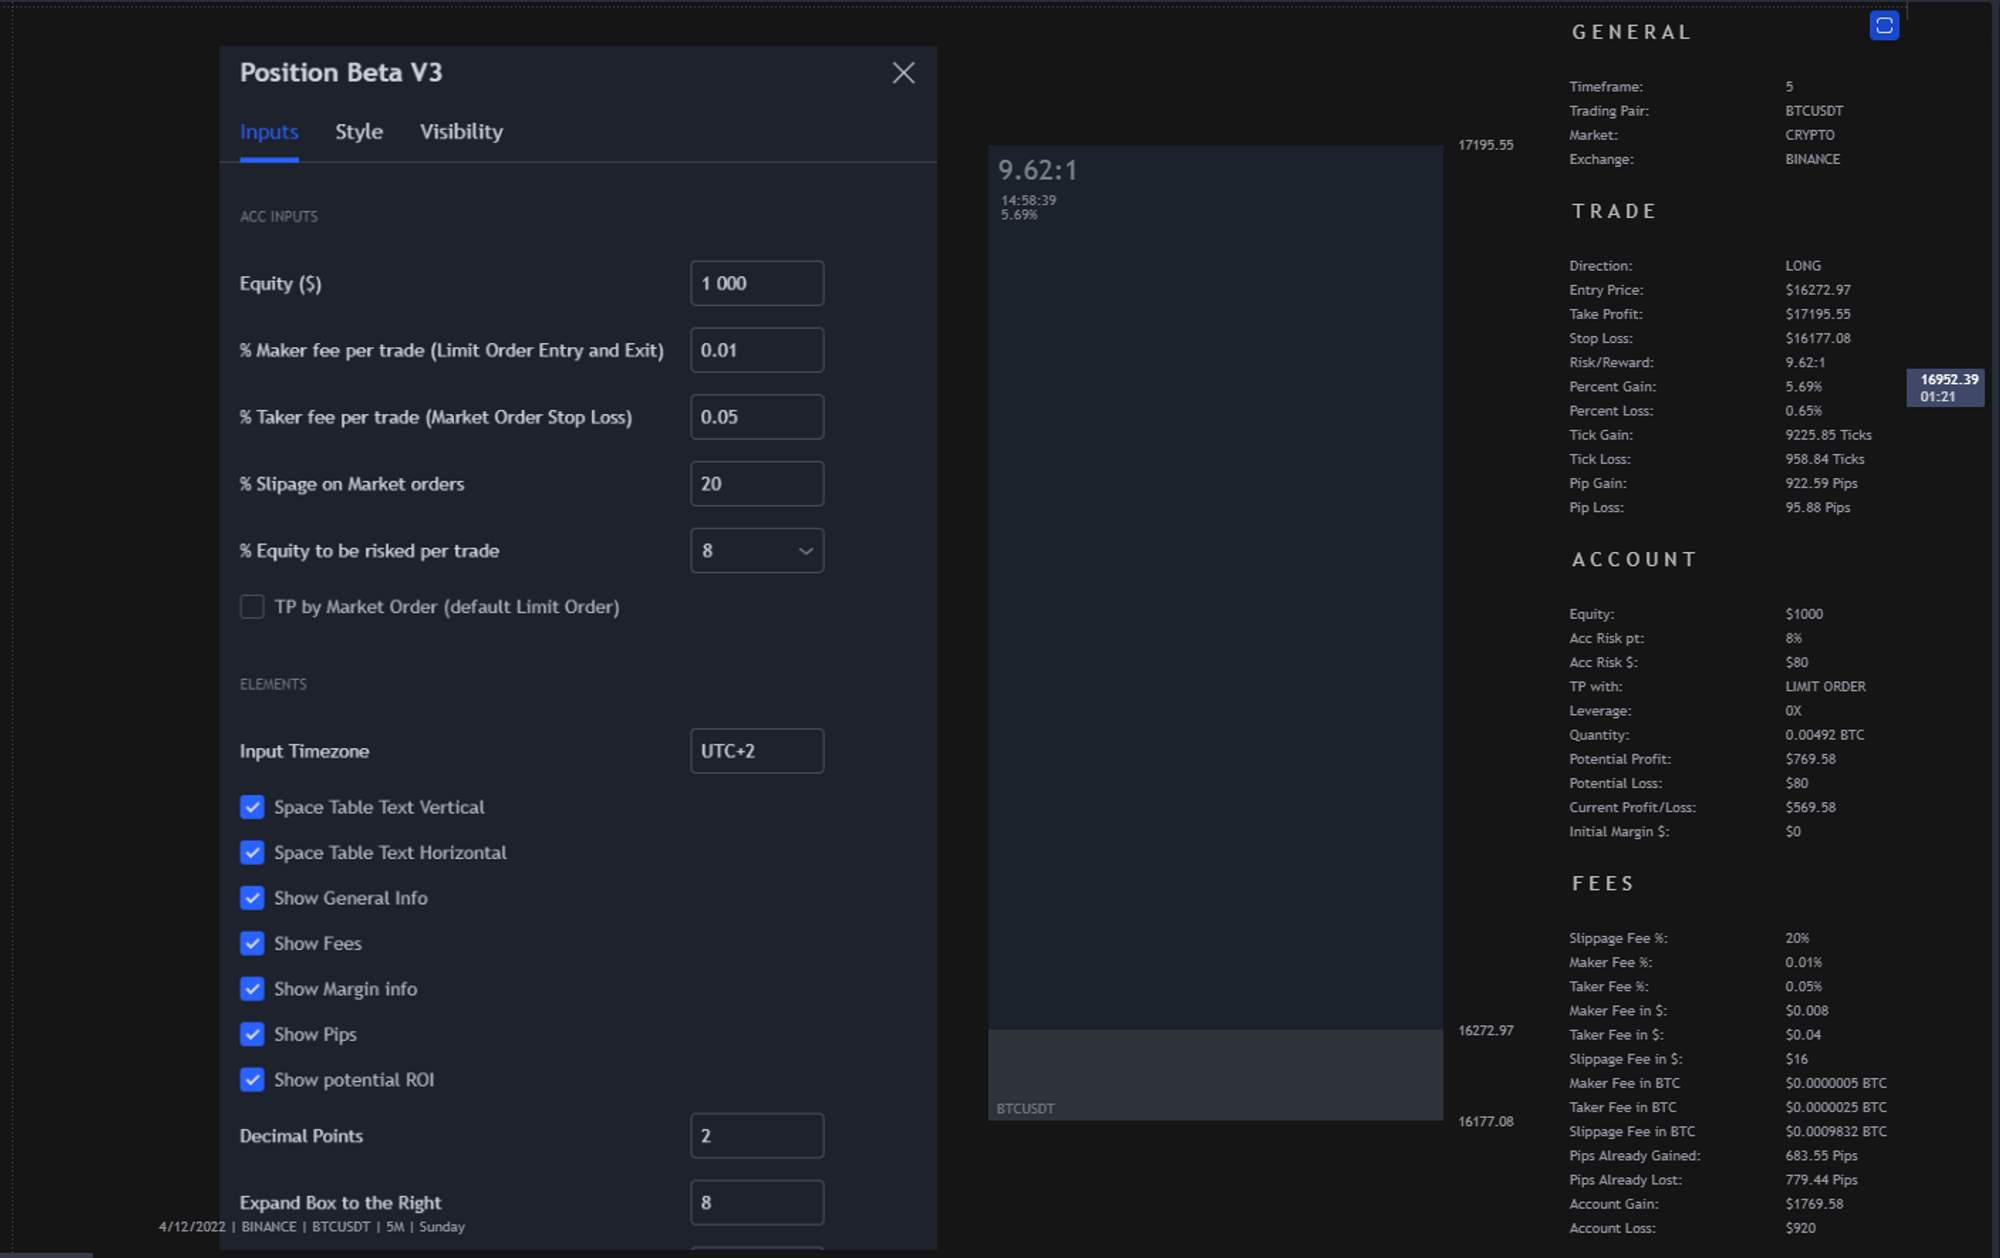 Position Beta V3
Inputs Style Visibility
ACC INPUTS
Equity ($) 1 000
% Maker fee per trade (Limit Order Entry and Exit) 0.01
% Taker fee per trade (Market Order Stop Loss) 0.05
% Slipage on Market orders 20
% Equity to be risked per trade 8
TP by Market Order (default Limit Order)
ELEMENTS
Input Timezone UTC+2
Space Table Text Vertical
Space Table Text Horizontal
Show General Info
Show Fees
Show Margin info
Show Pips
Show potential ROI
Decimal Points 2
Expand Box to the Right 8
4/12/2022 | BINANCE | BTCUSDT | 5M | Sunday
17195.55
9.62:1
14:58:39
5.69%
16272.97
BTCUSDT
16177.08
GENERAL
Timeframe: 5
Trading Pair: BTCUSDT
Market: CRYPTO
Exchange: BINANCE
TRADE
Direction: LONG
Entry Price: $16272.97
Take Profit: $17195.55
Stop Loss: $16177.08
Risk/Reward: 9.62:1
Percent Gain: 5.69%
Percent Loss: 0.65%
Tick Gain: 9225.85 Ticks
Tick Loss: 958.84 Ticks
Pip Gain: 922.59 Pips
Pip Loss: 95.88 Pips
16952.39
01:21
ACCOUNT
Equity: $1000
Acc Risk pt: 8%
Acc Risk $: $80
TP with: LIMIT ORDER
Leverage: 0X
Quantity: 0.00492 BTC
Potential Profit: $769.58
Potential Loss: $80
Current Profit/Loss: $569.58
Initial Margin $: $0
FEES
Slippage Fee %: 20%
Maker Fee %: 0.01%
Taker Fee %: 0.05%
Maker Fee in $: $0.008
Taker Fee in $: $0.04
Slippage Fee in $: $16
Maker Fee in BTC $0.0000005 BTC
Taker Fee in BTC $0.0000025 BTC
Slippage Fee in BTC $0.0009832 BTC
Pips Already Gained: 683.55 Pips
Pips Already Lost: 779.44 Pips
Account Gain: $1769.58
Account Loss: $920